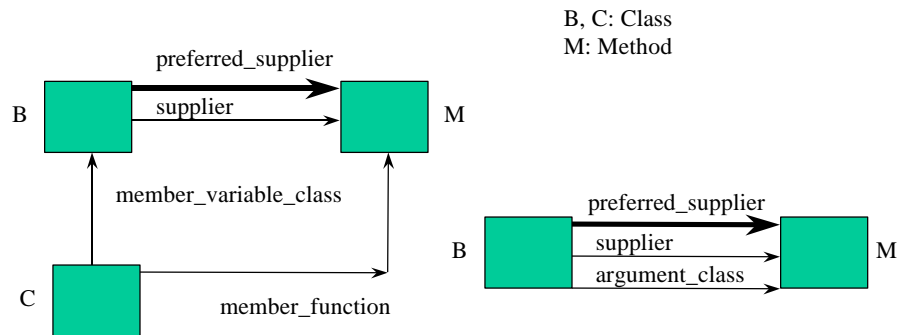 B, C: Class
M: Method
preferred_supplier
B
supplier
M
member_variable_class
C
member_function
preferred_supplier
B
supplier
M
argument_class